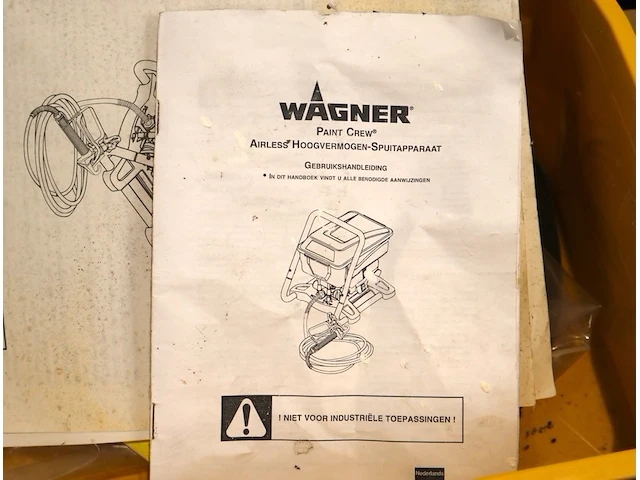 WAGNER®
PAINT CREW®
AIRLESS HOOGVERMOGEN-SPUITAPPARAAT
GEBRUIKSHANDLEIDING
• IN DIT HANDBOEK VINDT U ALLE BENODIGDE AANWIJZINGEN
! NIET VOOR INDUSTRIËLE TOEPASSINGEN !
Nederlands